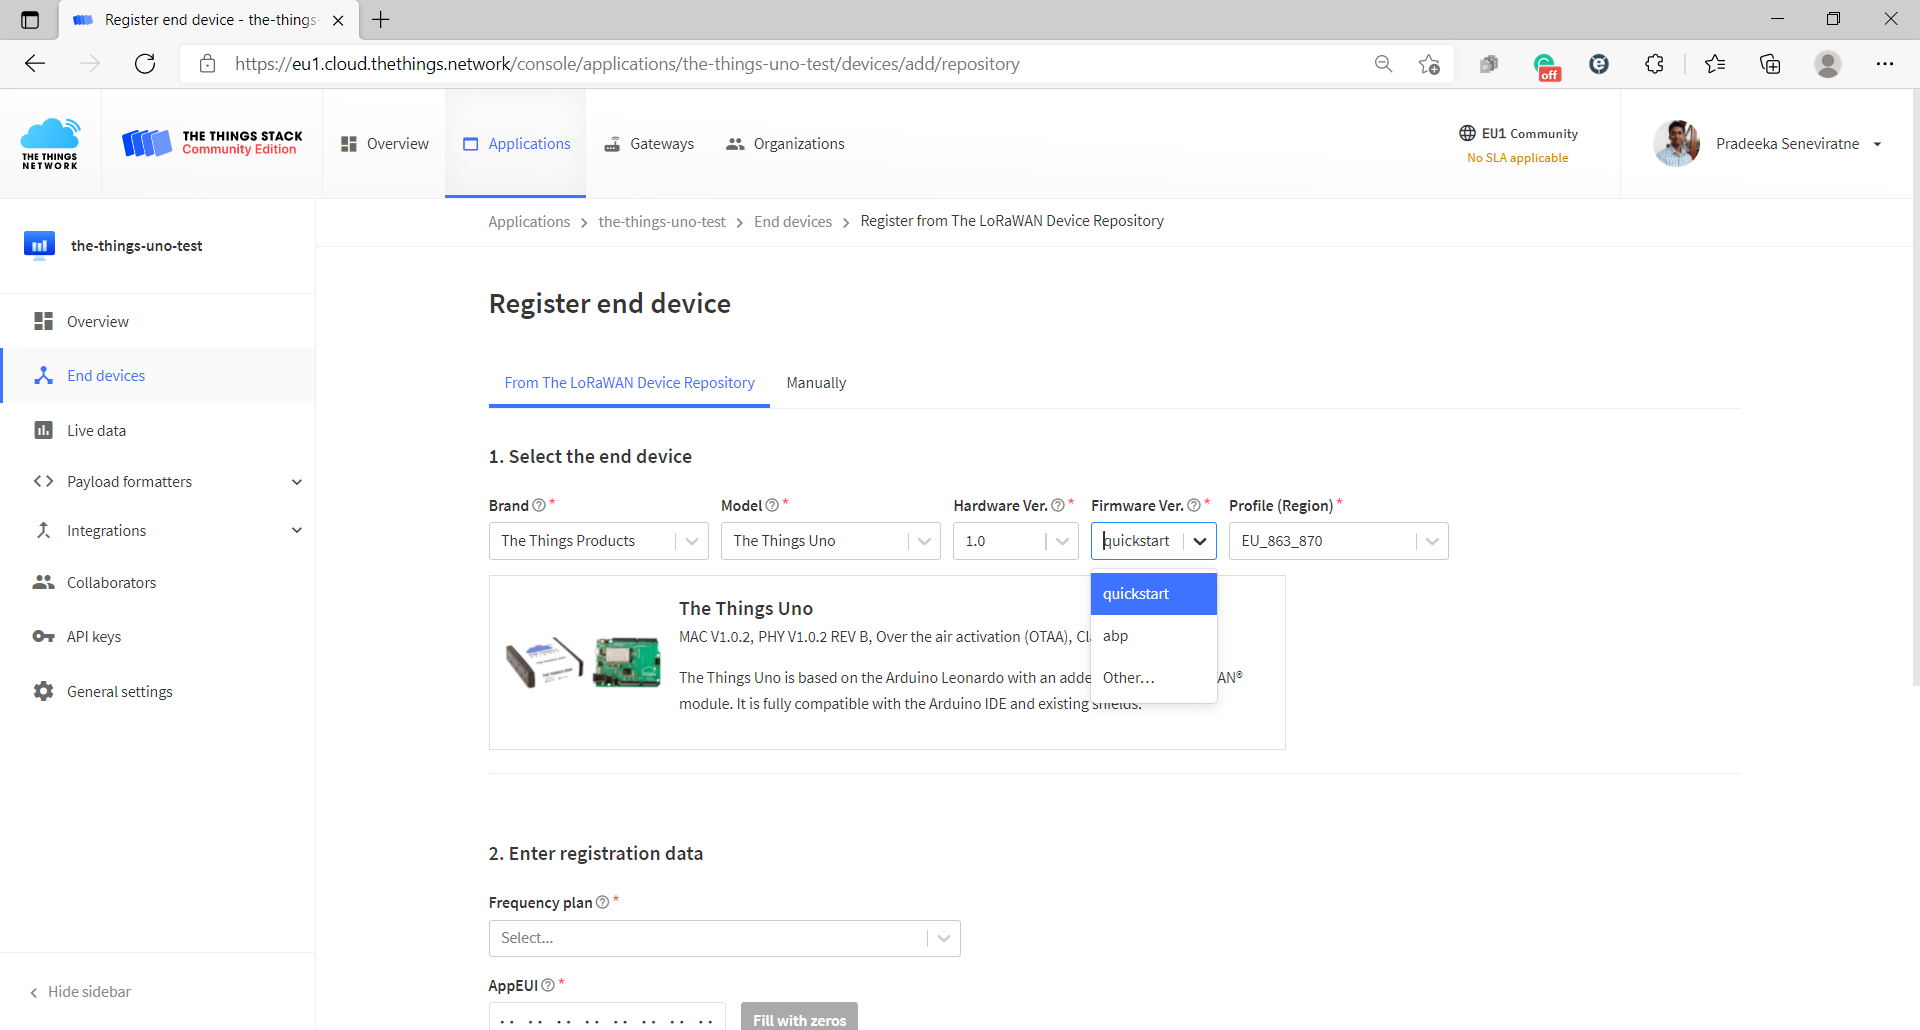 Register end device - the-things-
https://eu1.cloud.thethings.network/console/applications/the-things-uno-test/devices/add/repository
off
THE THINGS
NETWORK
THE THINGS STACK
Community Edition
Overview
Applications
Gateways
Organizations
EU1 Community
No SLA applicable
Pradeeka Seneviratne
the-things-uno-test
Overview
End devices
Live data
Payload formatters
Integrations
Collaborators
API keys
General settings
Hide sidebar
Applications > the-things-uno-test > End devices > Register from The LoRaWAN Device Repository
Register end device
From The LoRaWAN Device Repository
Manually
1. Select the end device
Brand * Model * Hardware Ver. * Firmware Ver. * Profile (Region) *
The Things Products The Things Uno 1.0 quickstart EU_863_870
quickstart
abp
Other...
The Things Uno
MAC V1.0.2, PHY V1.0.2 REV B, Over the air activation (OTAA), Cl
The Things Uno is based on the Arduino Leonardo with an adde AN®
module. It is fully compatible with the Arduino IDE and existing shields.
2. Enter registration data
Frequency plan *
Select...
AppEUI *
·· ·· ·· ·· ·· ·· ·· ··
Fill with zeros